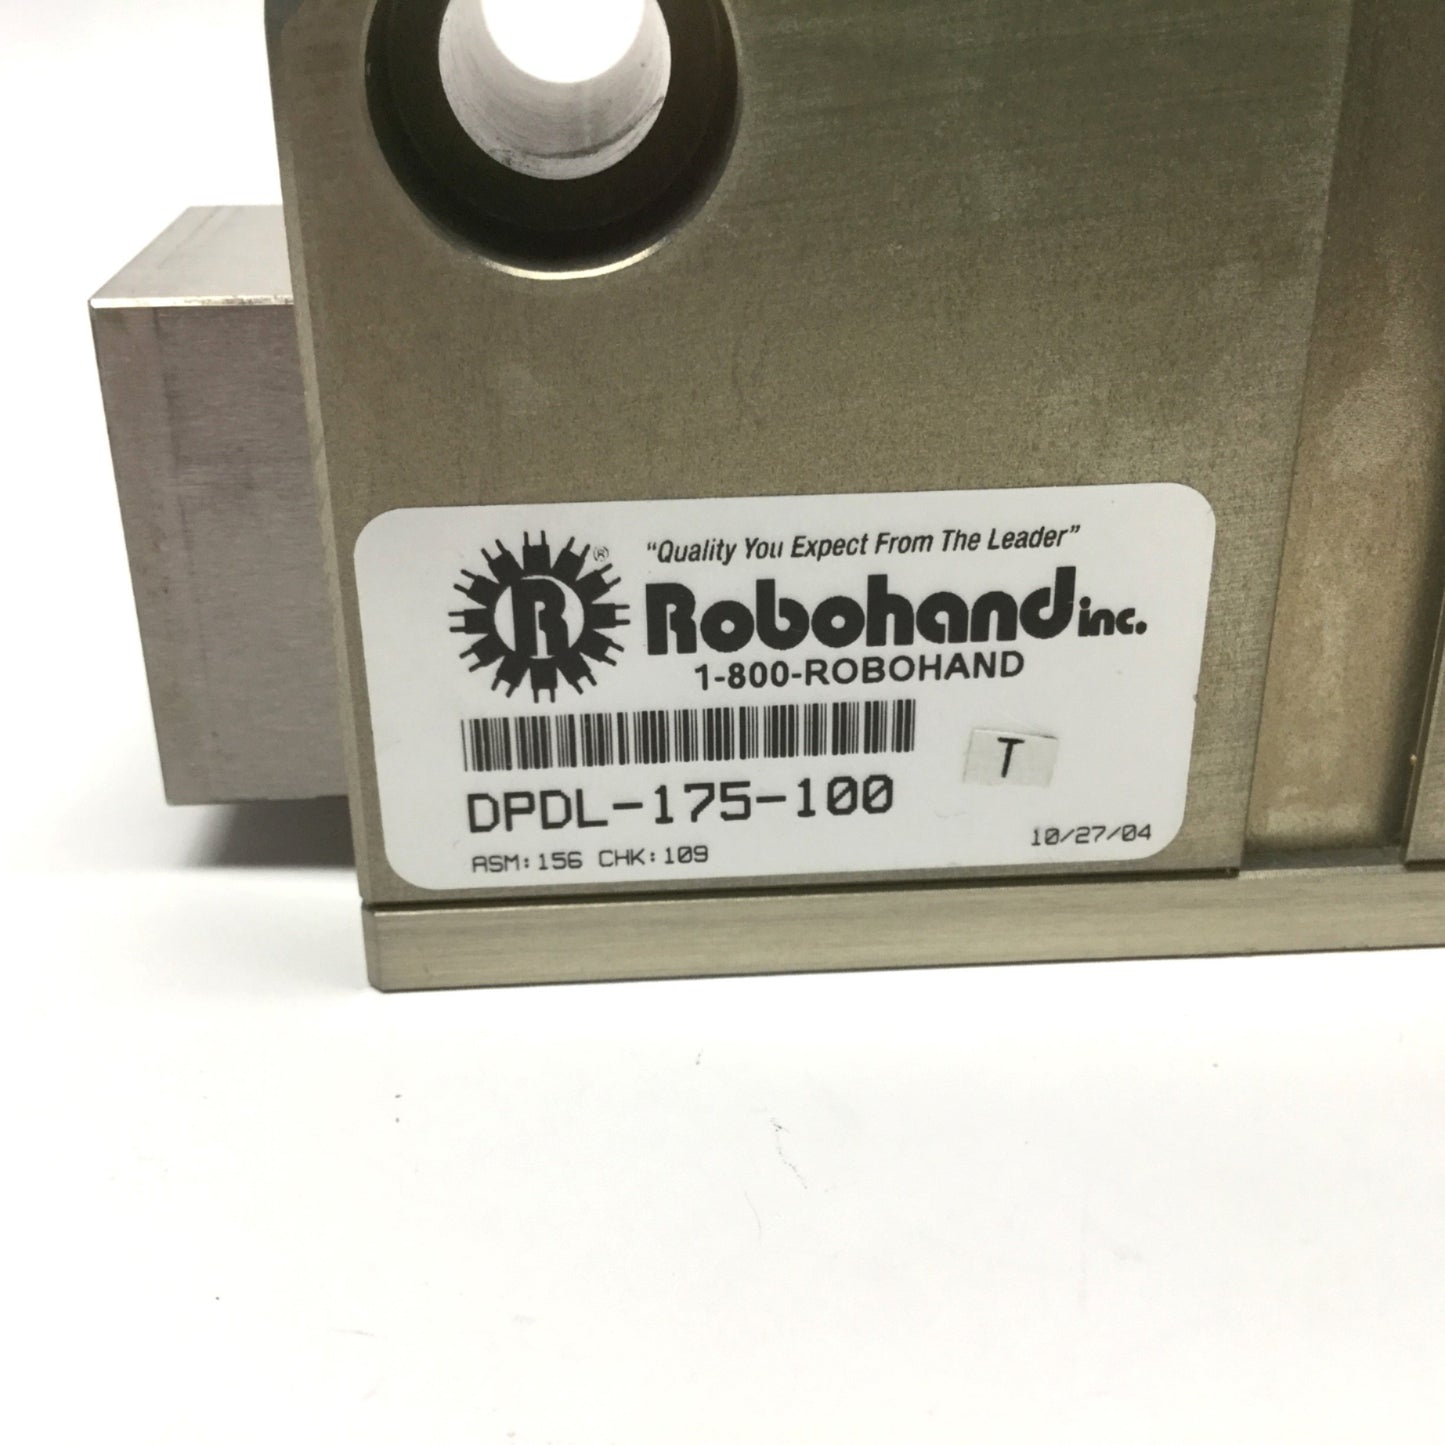 "Quality You Expect From The Leader"
R ®
Robohand inc.
1-800-ROBOHAND
DPDL-175-100
T
ASM:156 CHK:109
10/27/04